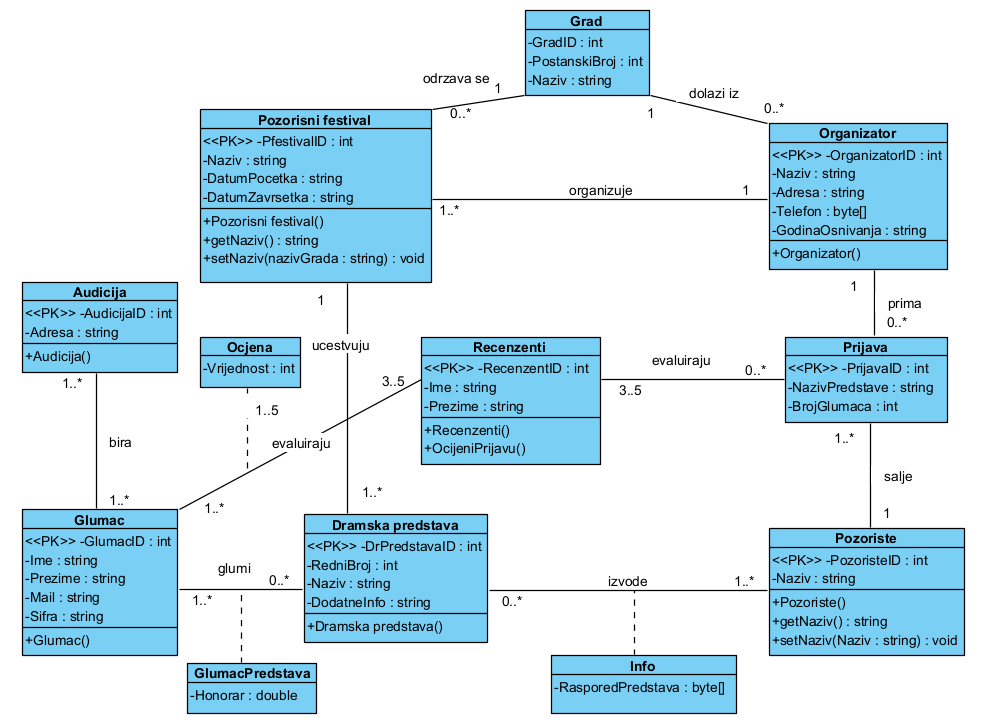 Grad
-GradID : int
-PostanskiBroj : int
-Naziv : string
odrzava se
1
0..*
dolazi iz
1
0..*
Pozorisni festival
<<PK>> -PfestivalID : int
-Naziv : string
-DatumPocetka : string
-DatumZavrsetka : string
+Pozorisni festival()
+getNaziv() : string
+setNaziv(nazivGrada : string) : void
Organizator
<<PK>> -OrganizatorID : int
-Naziv : string
-Adresa : string
-Telefon : byte[]
-GodinaOsnivanja : string
+Organizator()
organizuje
1
1..*
1
prima
0..*
1
ucestvuju
1..*
Audicija
<<PK>> -AudicijaID : int
-Adresa : string
+Audicija()
1..*
bira
1..*
Ocjena
-Vrijednost : int
1..5
Recenzenti
<<PK>> -RecenzentID : int
-Ime : string
-Prezime : string
+Recenzenti()
+OcijeniPrijavu()
3..5
evaluiraju
1..*
evaluiraju
3..5
0..*
Prijava
<<PK>> -PrijavaID : int
-NazivPredstave : string
-BrojGlumaca : int
1..*
salje
1
Glumac
<<PK>> -GlumacID : int
-Ime : string
-Prezime : string
-Mail : string
-Sifra : string
+Glumac()
glumi
1..*
0..*
Dramska predstava
<<PK>> -DrPredstavaID : int
-RedniBroj : int
-Naziv : string
-DodatneInfo : string
+Dramska predstava()
izvode
0..*
1..*
Pozoriste
<<PK>> -PozoristeID : int
-Naziv : string
+Pozoriste()
+getNaziv() : string
+setNaziv(Naziv : string) : void
GlumacPredstava
-Honorar : double
Info
-RasporedPredstava : byte[]